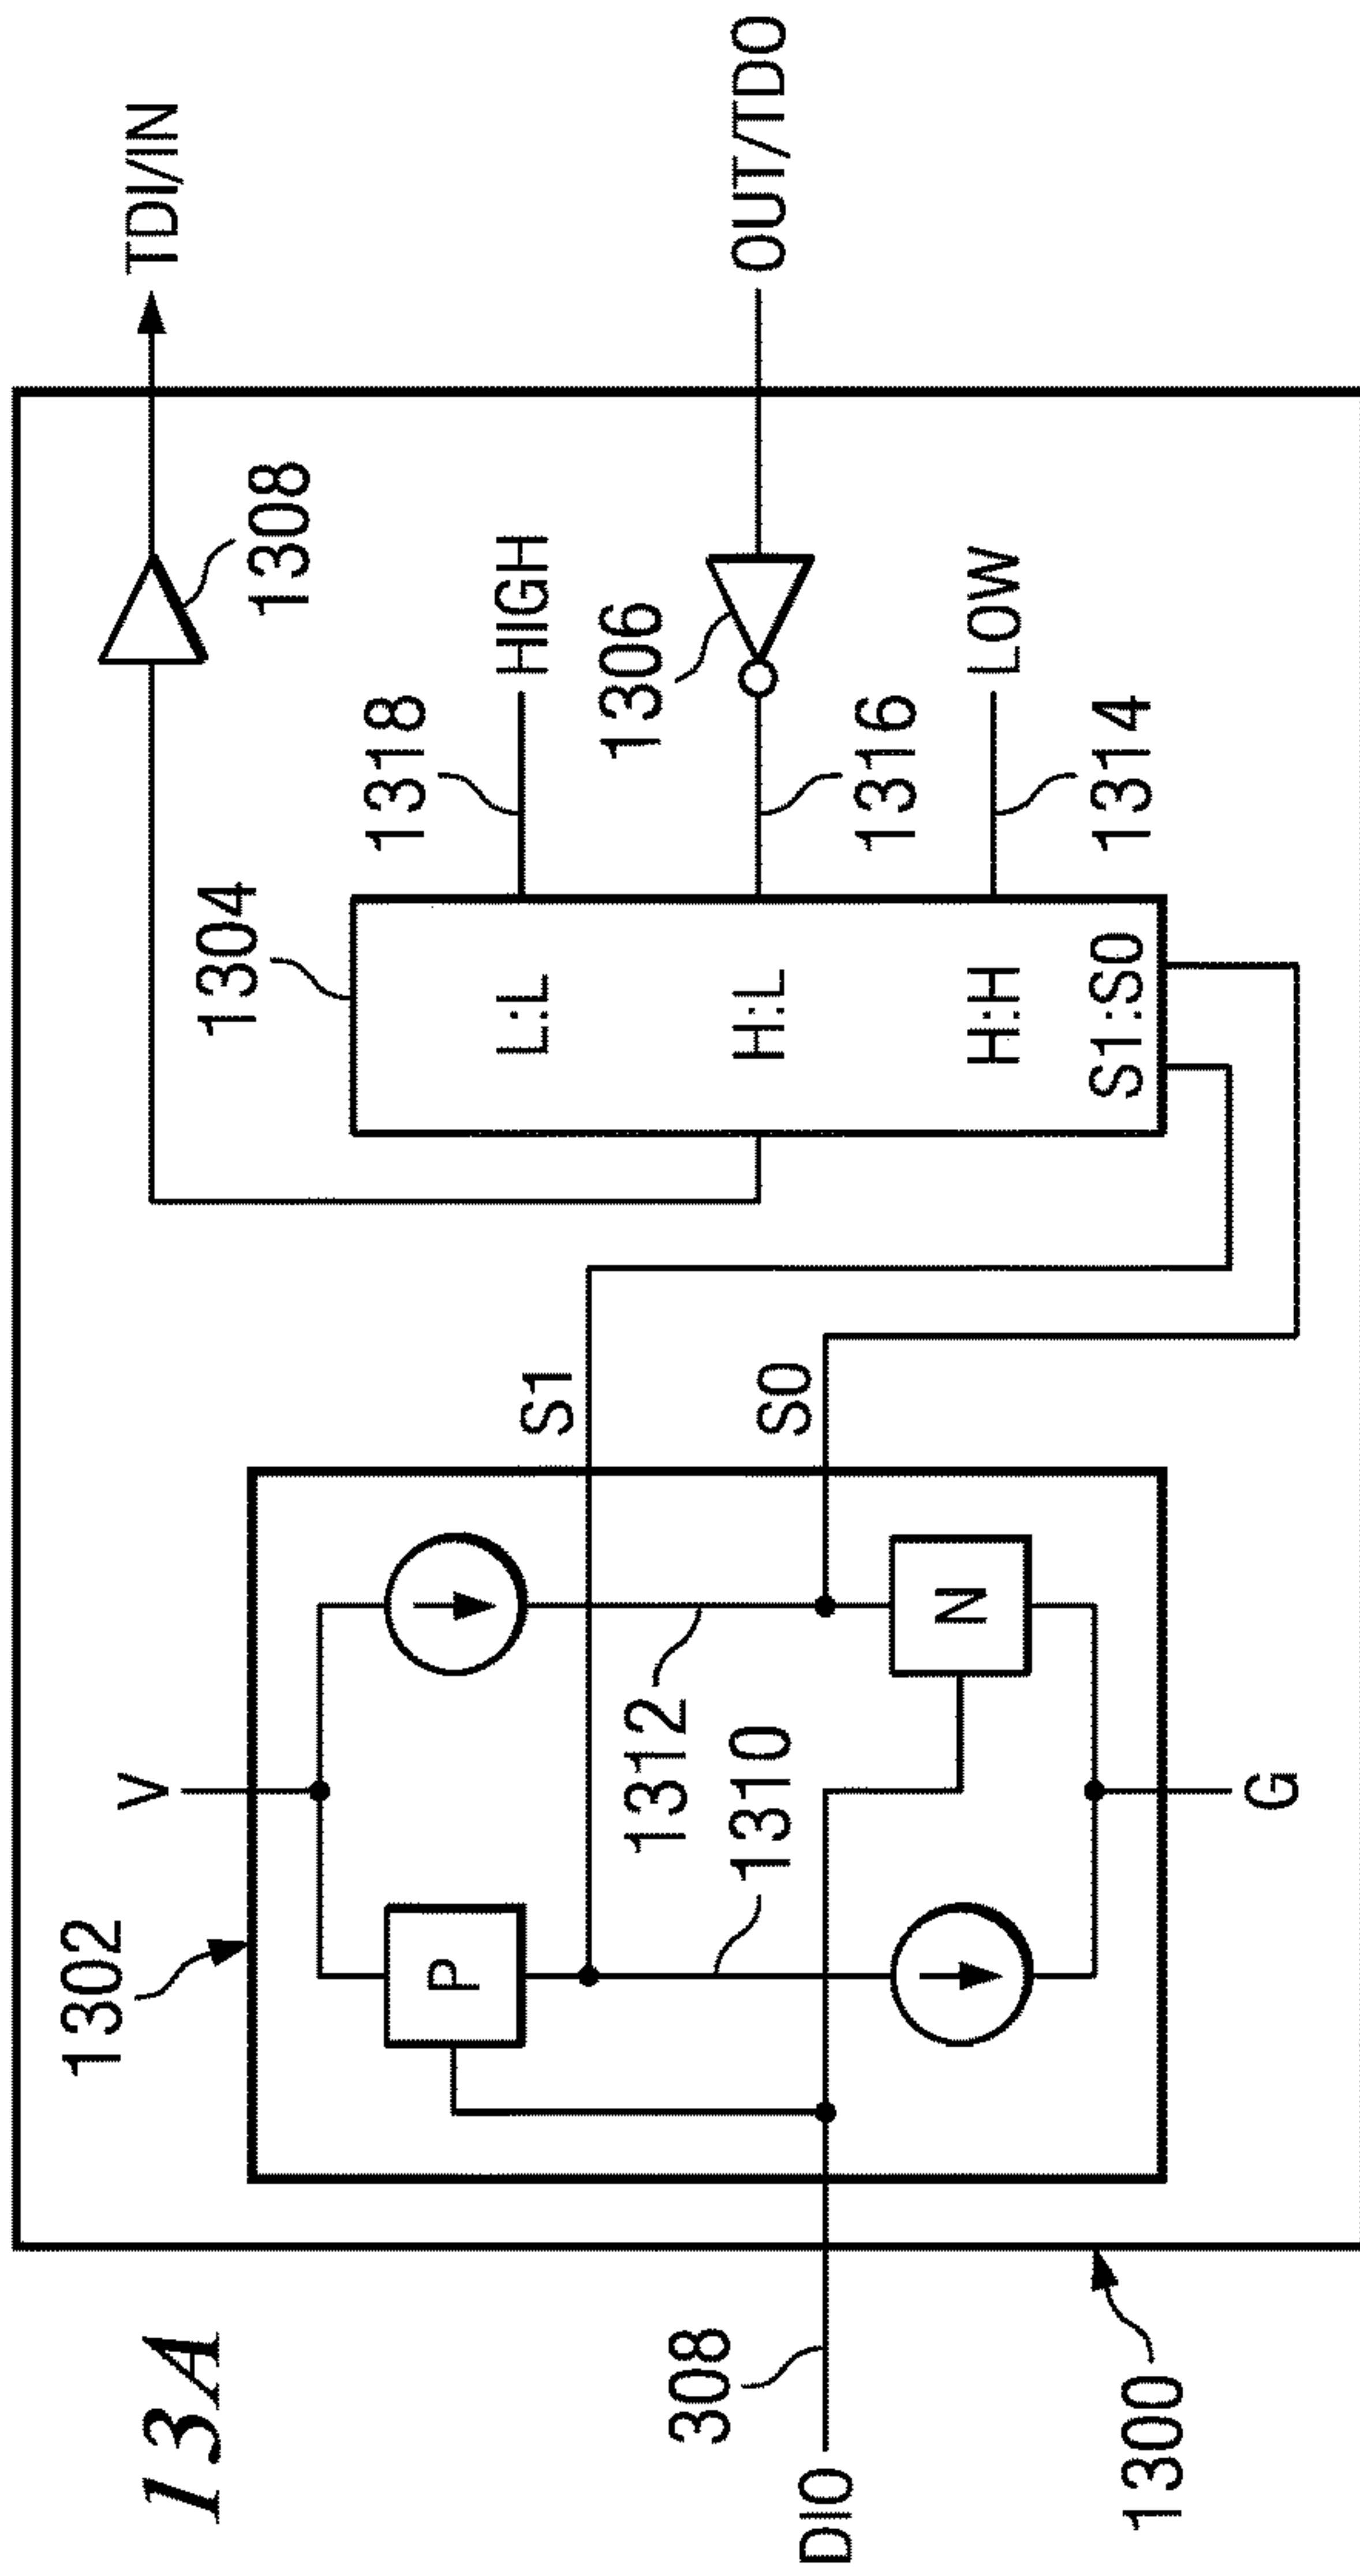 13A
1302
V
TDI/IN
1304
1308
1318
HIGH
P
S1
L:L
1306
308
1312
1310
S0
H:L
1316
OUT/TDO
DIO
N
H:H
LOW
1314
S1:S0
1300
G